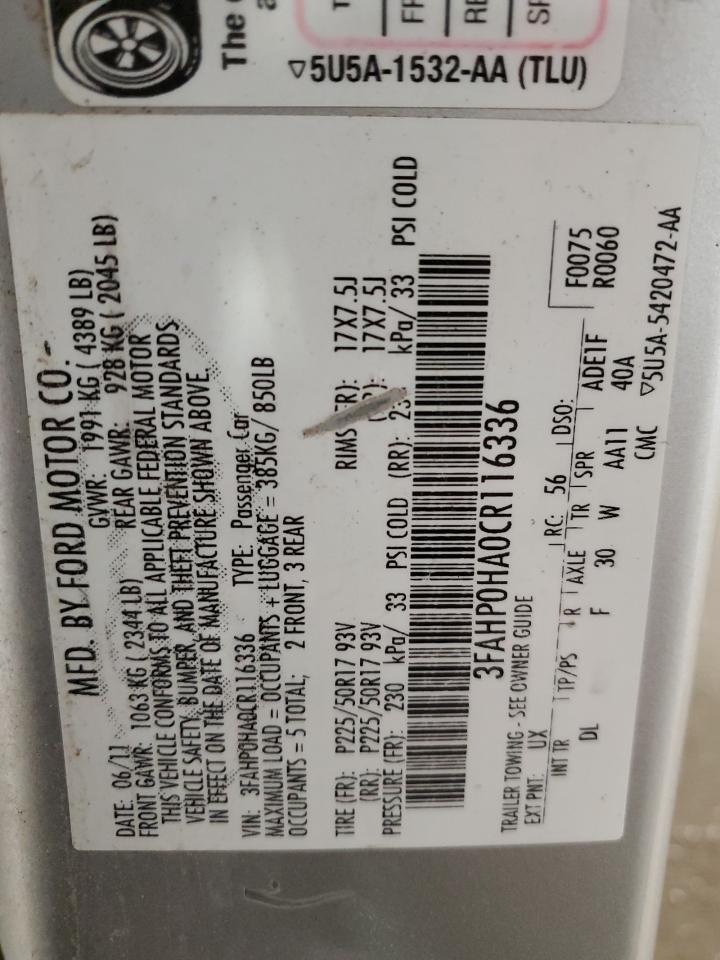 The
5U5A-1532-AA (TLU)
MFD. BY FORD MOTOR CO.
DATE: 06/11 GVWR: 1991 KG ( 4389 LB)
FRONT GAWR: 1063 KG ( 2344 LB) REAR GAWR: 928 KG ( 2045 LB)
THIS VEHICLE CONFORMS TO ALL APPLICABLE FEDERAL MOTOR
VEHICLE SAFETY, BUMPER, AND THEFT PREVENTION STANDARDS
IN EFFECT ON THE DATE OF MANUFACTURE SHOWN ABOVE.
VIN: 3FAHP0HA0CR116336 TYPE: Passenger Car
MAXIMUM LOAD = OCCUPANTS + LUGGAGE = 385KG/ 850LB
OCCUPANTS = 5 TOTAL; 2 FRONT, 3 REAR
TIRE (FR): P225/50R17 93V RIMS 17X7.5J
(RR): P225/50R17 93V 17X7.5J
PRESSURE (FR): 230 kPa/ 33 PSI COLD (RR): kPa/ 33 PSI COLD
3FAHP0HA0CR116336
TRAILER TOWING - SEE OWNER GUIDE
EXT PNT: UX RC: 56 DSO: F0075
R0060
INT TR TP/PS R AXLE TR SPR
DL F 30 W AA11 ADE1F
40A
CMC ▽5U5A-5420472-AA